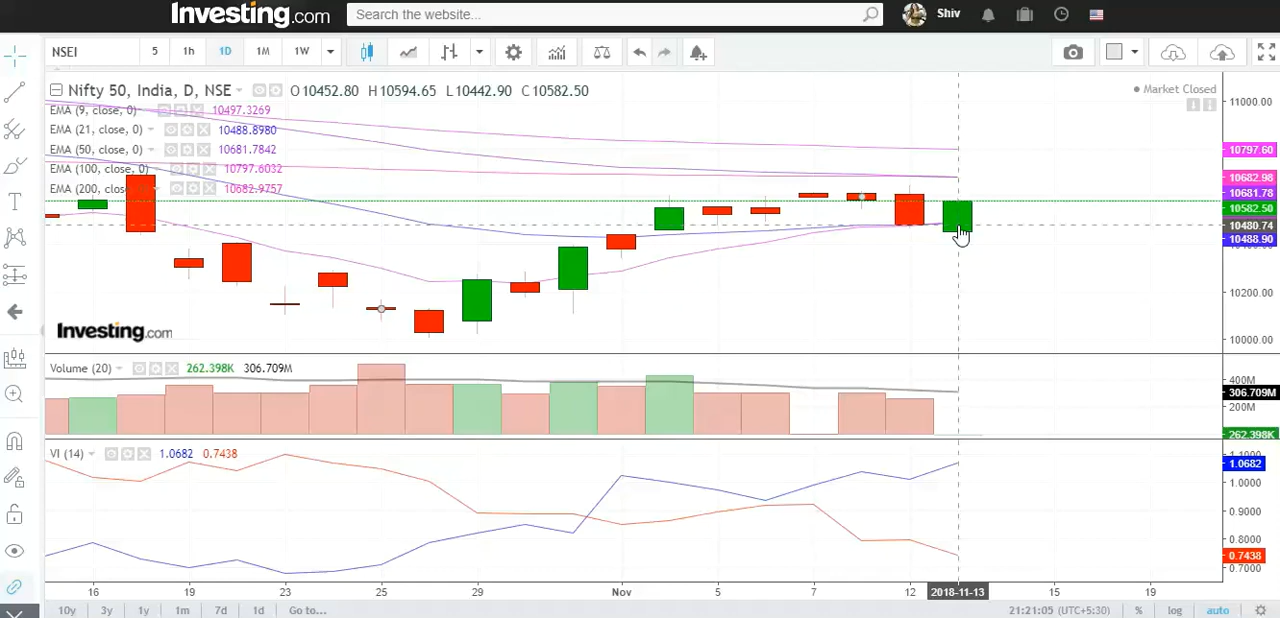 Investing.com Search the website... Shiv
NSEI 5 1h 1D 1M 1W
Nifty 50, India, D, NSE O10452.80 H10594.65 L10442.90 C10582.50
Market Closed
EMA (9, close, 0) 10497.3269
EMA (21, close, 0) 10488.8980
EMA (50, close, 0) 10681.7842
EMA (100, close, 0) 10797.6032
EMA (200, close, 0) 10682.9757
11000.00
10797.60
10682.98
10681.78
10582.50
10480.74
10488.90
10200.00
10000.00
Investing.com
Volume (20) 262.398K 306.709M
400M
306.709M
200M
262.398K
VI (14) 1.0682 0.7438
1.0682
1.0000
0.9000
0.8000
0.7438
0.7000
16 19 23 25 29 Nov 5 7 12 2018-11-13 15 19
10y 3y 1y 1m 7d 1d Go to... 21:21:05 (UTC+5:30) % log auto